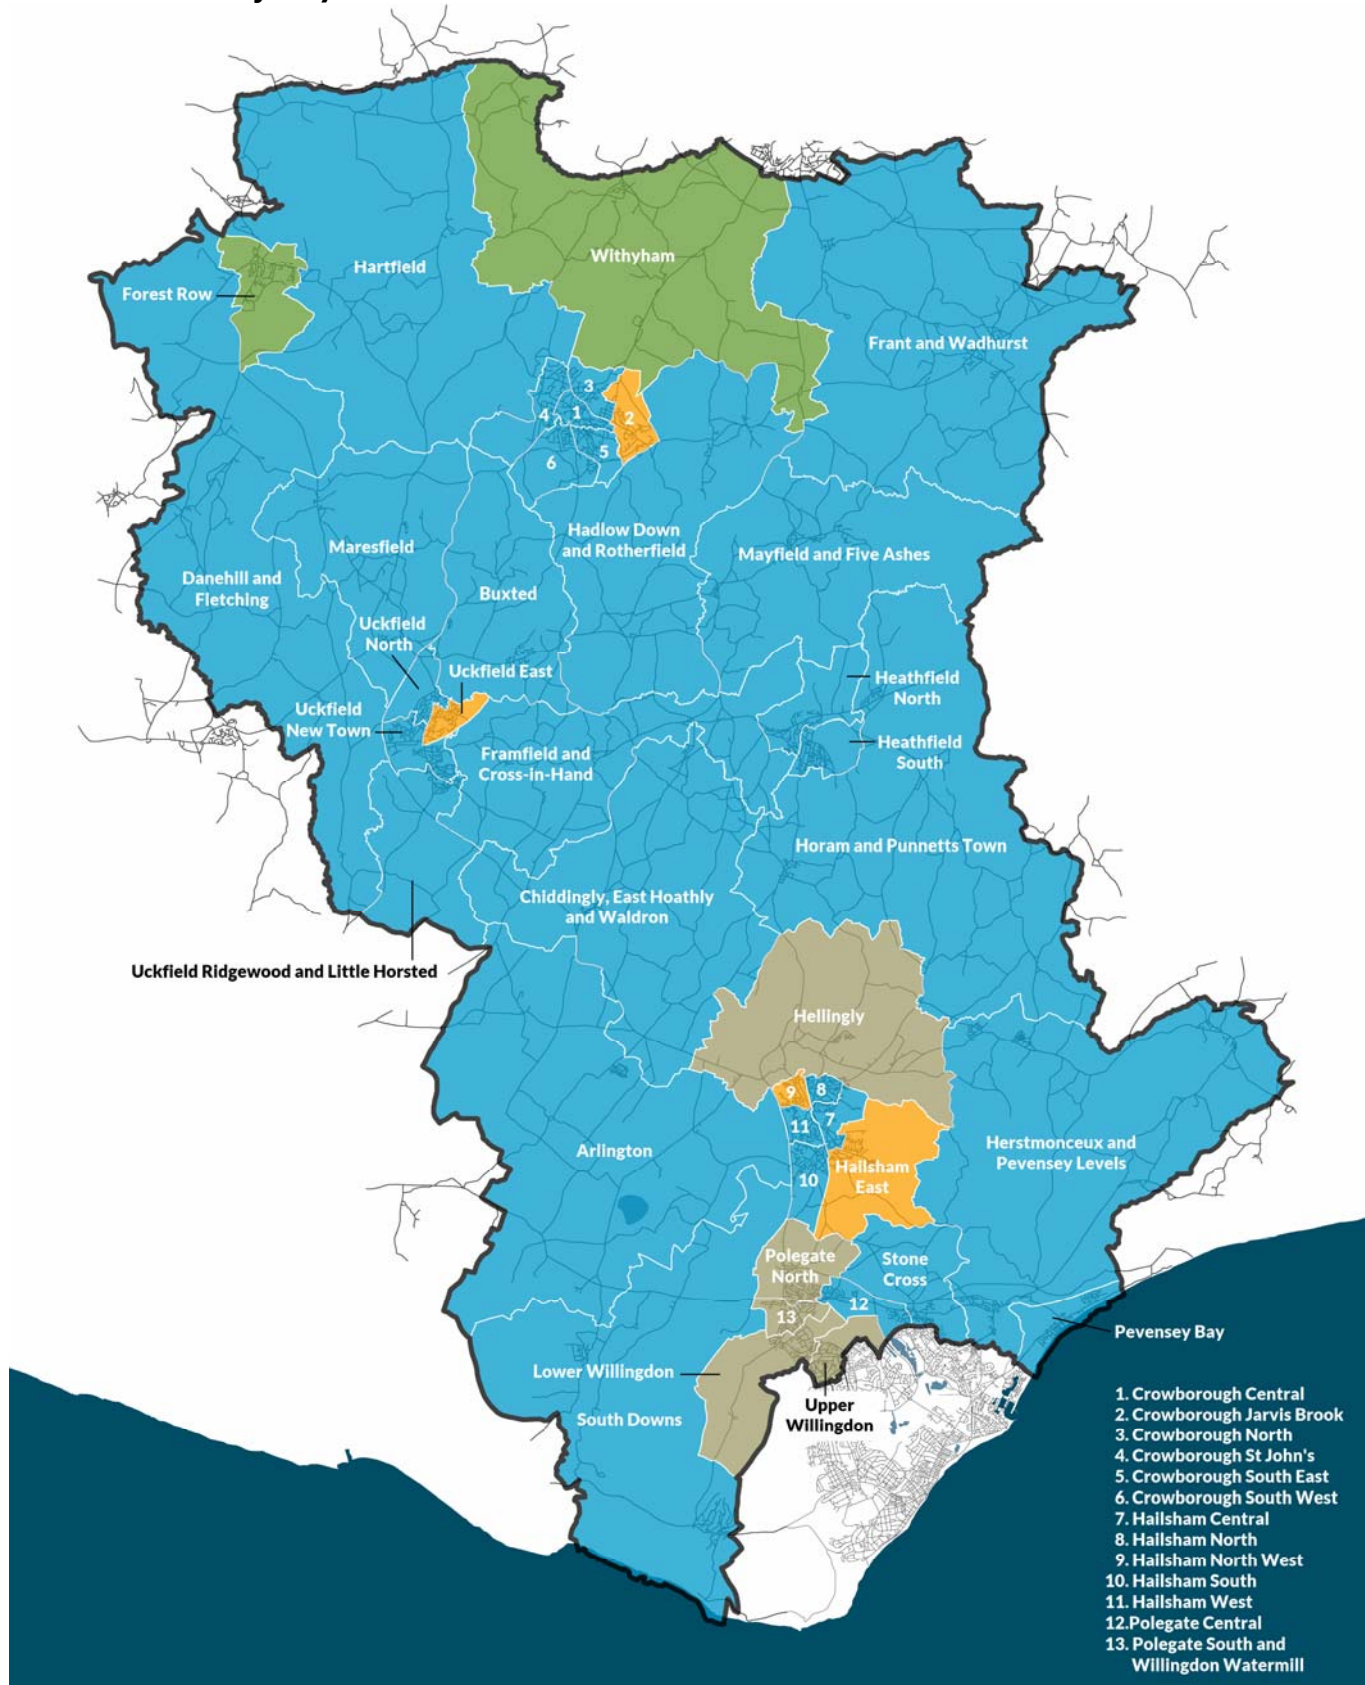 Withyham
Hartfield
Forest Row
Frant and Wadhurst
3
4
1
2
5
6
Hadlow Down
and Rotherfield
Maresfield
Mayfield and Five Ashes
Danehill and
Fletching
Buxted
Uckfield
North
Uckfield East
Heathfield
North
Uckfield
New Town
Heathfield
South
Framfield and
Cross-in-Hand
Horam and Punnetts Town
Chiddingly, East Hoathly
and Waldron
Uckfield Ridgewood and Little Horsted
Hellingly
9
8
11
7
Arlington
Herstmonceux and
Pevensey Levels
Hailsham
East
10
Polegate
North
Stone
Cross
12
13
Pevensey Bay
Lower Willingdon
Upper
Willingdon
South Downs
1. Crowborough Central
2. Crowborough Jarvis Brook
3. Crowborough North
4. Crowborough St John's
5. Crowborough South East
6. Crowborough South West
7. Hailsham Central
8. Hailsham North
9. Hailsham North West
10. Hailsham South
11. Hailsham West
12.Polegate Central
13. Polegate South and
Willingdon Watermill